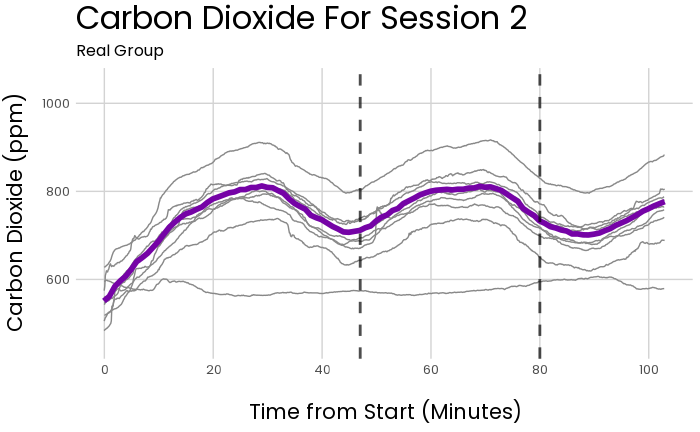 Carbon Dioxide For Session 2
Real Group
Carbon Dioxide (ppm)
1000
800
600
0 20 40 60 80 100
Time from Start (Minutes)